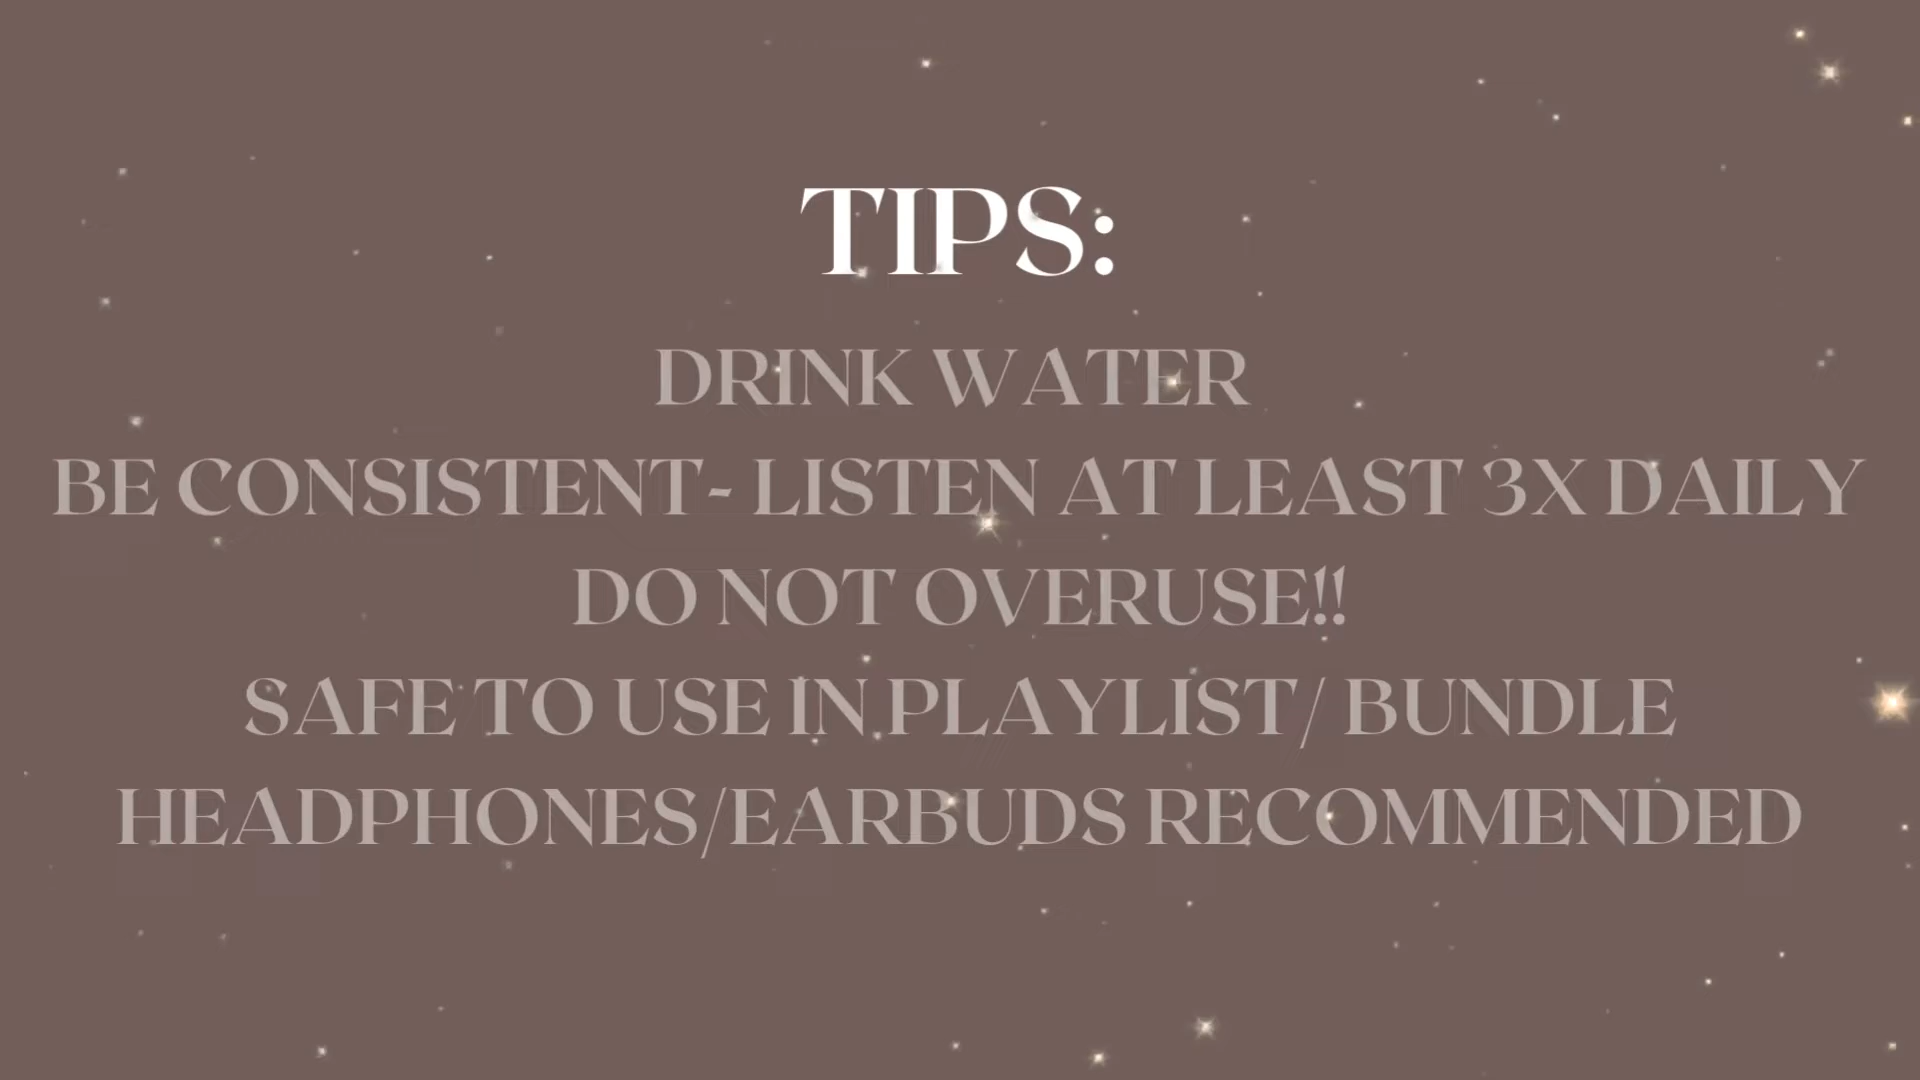 TIPS:
DRINK WATER
BE CONSISTENT- LISTEN AT LEAST 3X DAILY
DO NOT OVERUSE!!
SAFE TO USE IN PLAYLIST/ BUNDLE
HEADPHONES/EARBUDS RECOMMENDED